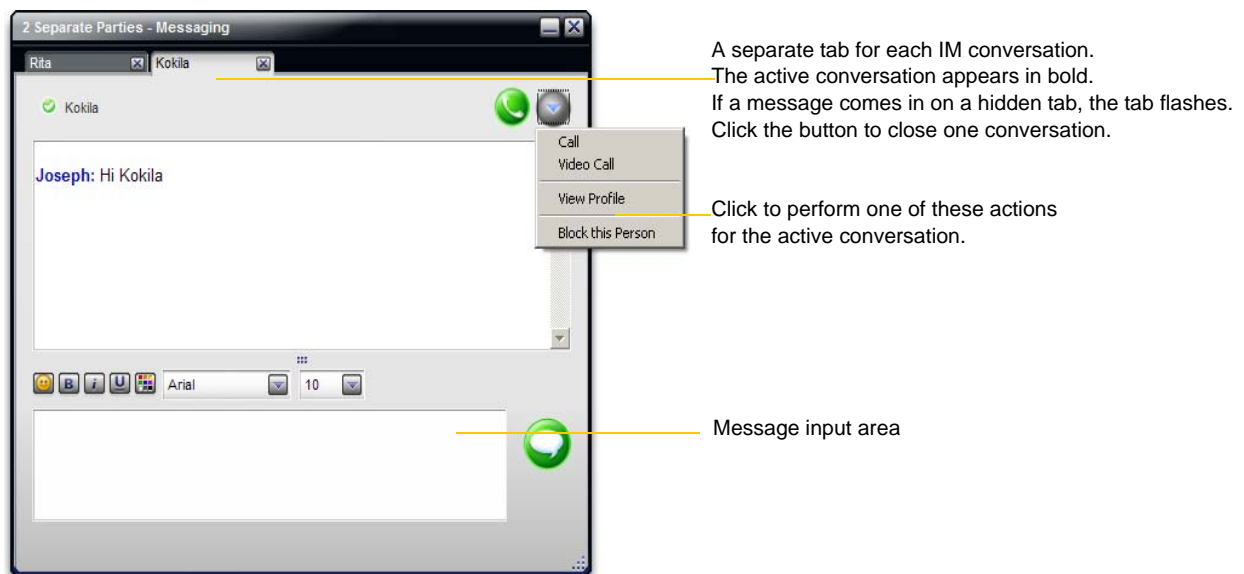 2 Separate Parties - Messaging
Rita
Kokila
Kokila
Call
Video Call
View Profile
Block this Person
Joseph: Hi Kokila
B i U Arial 10
A separate tab for each IM conversation.
The active conversation appears in bold.
If a message comes in on a hidden tab, the tab flashes.
Click the button to close one conversation.
Click to perform one of these actions
for the active conversation.
Message input area